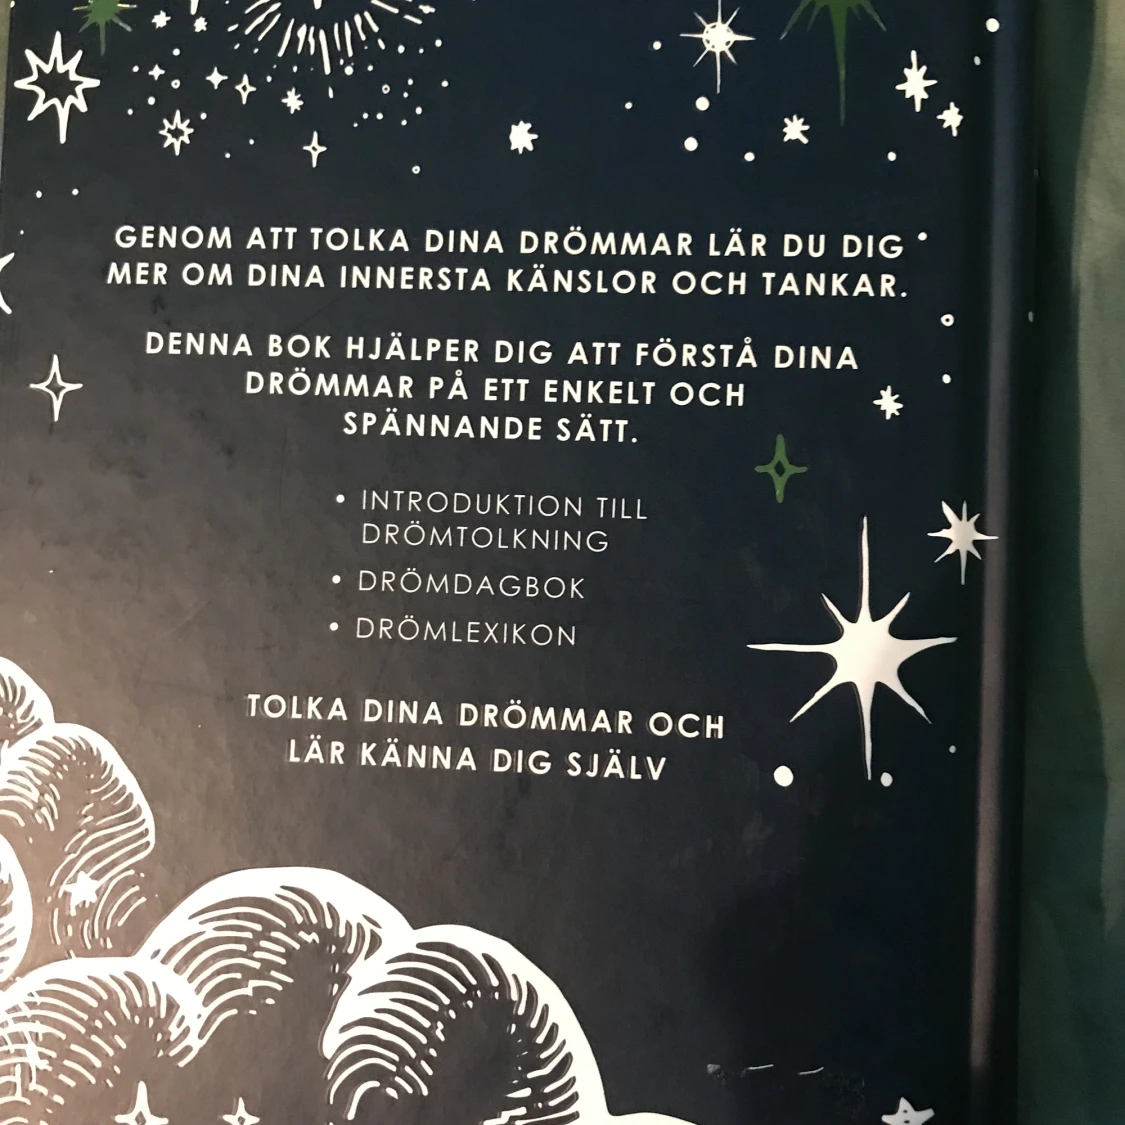 GENOM ATT TOLKA DINA DRÖMMAR LÄR DU DIG
MER OM DINA INNERSTA KÄNSLOR OCH TANKAR.
DENNA BOK HJÄLPER DIG ATT FÖRSTÅ DINA
DRÖMMAR PÅ ETT ENKELT OCH
SPÄNNANDE SÄTT.
• INTRODUKTION TILL
DRÖMTOLKNING
• DRÖMDAGBOK
• DRÖMLEXIKON
TOLKA DINA DRÖMMAR OCH
LÄR KÄNNA DIG SJÄLV